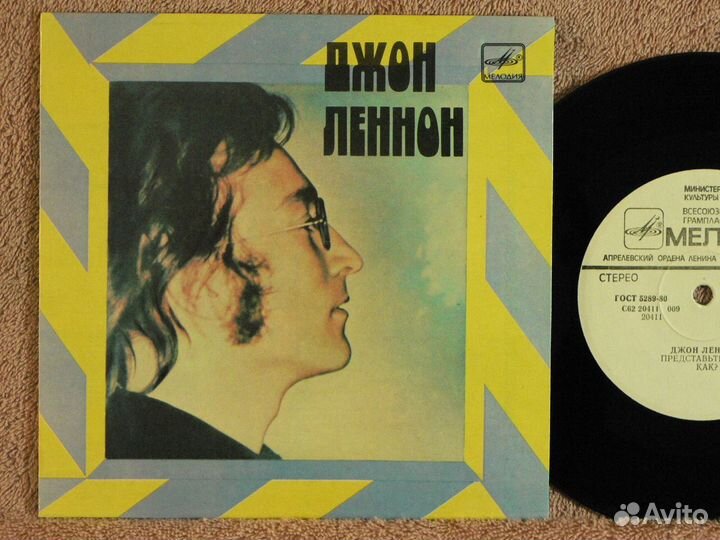 ДЖОН
ЛЕННОН
МЕЛОДИЯ
МИНИСТЕР
КУЛЬТУРЫ
ВСЕСОЮЗ
ГРАМПЛА
МЕЛ
АПРЕЛЕВСКИЙ ОРДЕНА ЛЕНИНА
СТЕРЕО
ГОСТ 5289-80
С62 20411 009
20411
ДЖОН ЛЕН
ПРЕДСТАВЬТ
КАК?
Avito